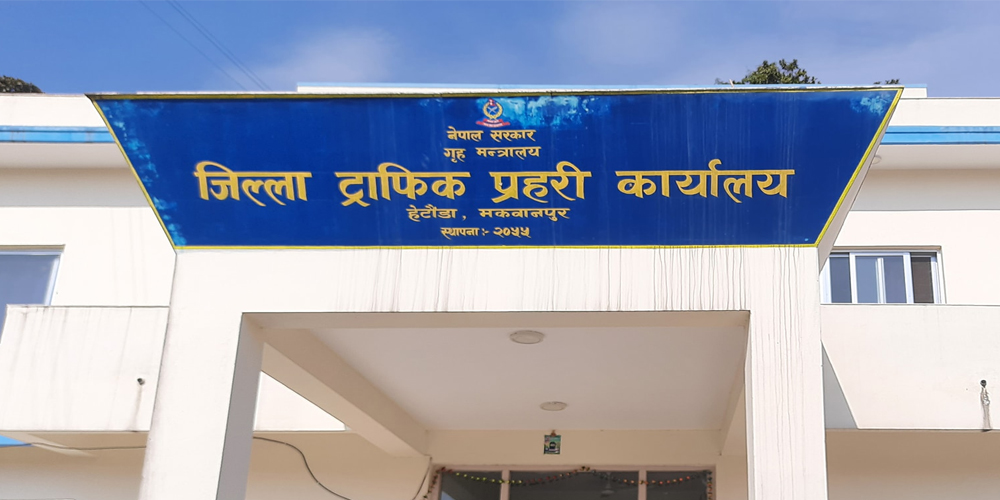 नेपाल सरकार
गृह मन्त्रालय
जिल्ला ट्राफिक प्रहरी कार्यालय
हेटौंडा, मकवानपुर
स्थापना:- २०५५